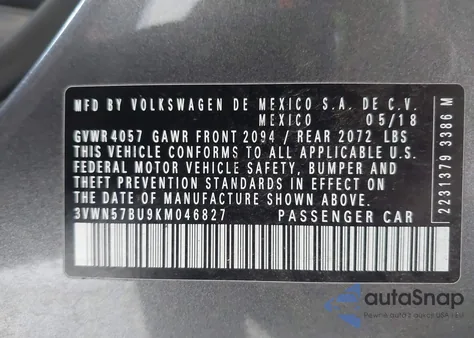 MFD BY VOLKSWAGEN DE MEXICO S.A. DE C.V.
MEXICO 05/18
GVWR 4057 GAWR FRONT 2094 / REAR 2072 LBS
THIS VEHICLE CONFORMS TO ALL APPLICABLE U.S.
FEDERAL MOTOR VEHICLE SAFETY, BUMPER AND
THEFT PREVENTION STANDARDS IN EFFECT ON
THE DATE OF MANUFACTURE SHOWN ABOVE.
3VWN57BU9KM046827 PASSENGER CAR
2231379 3386 M
autoSnap